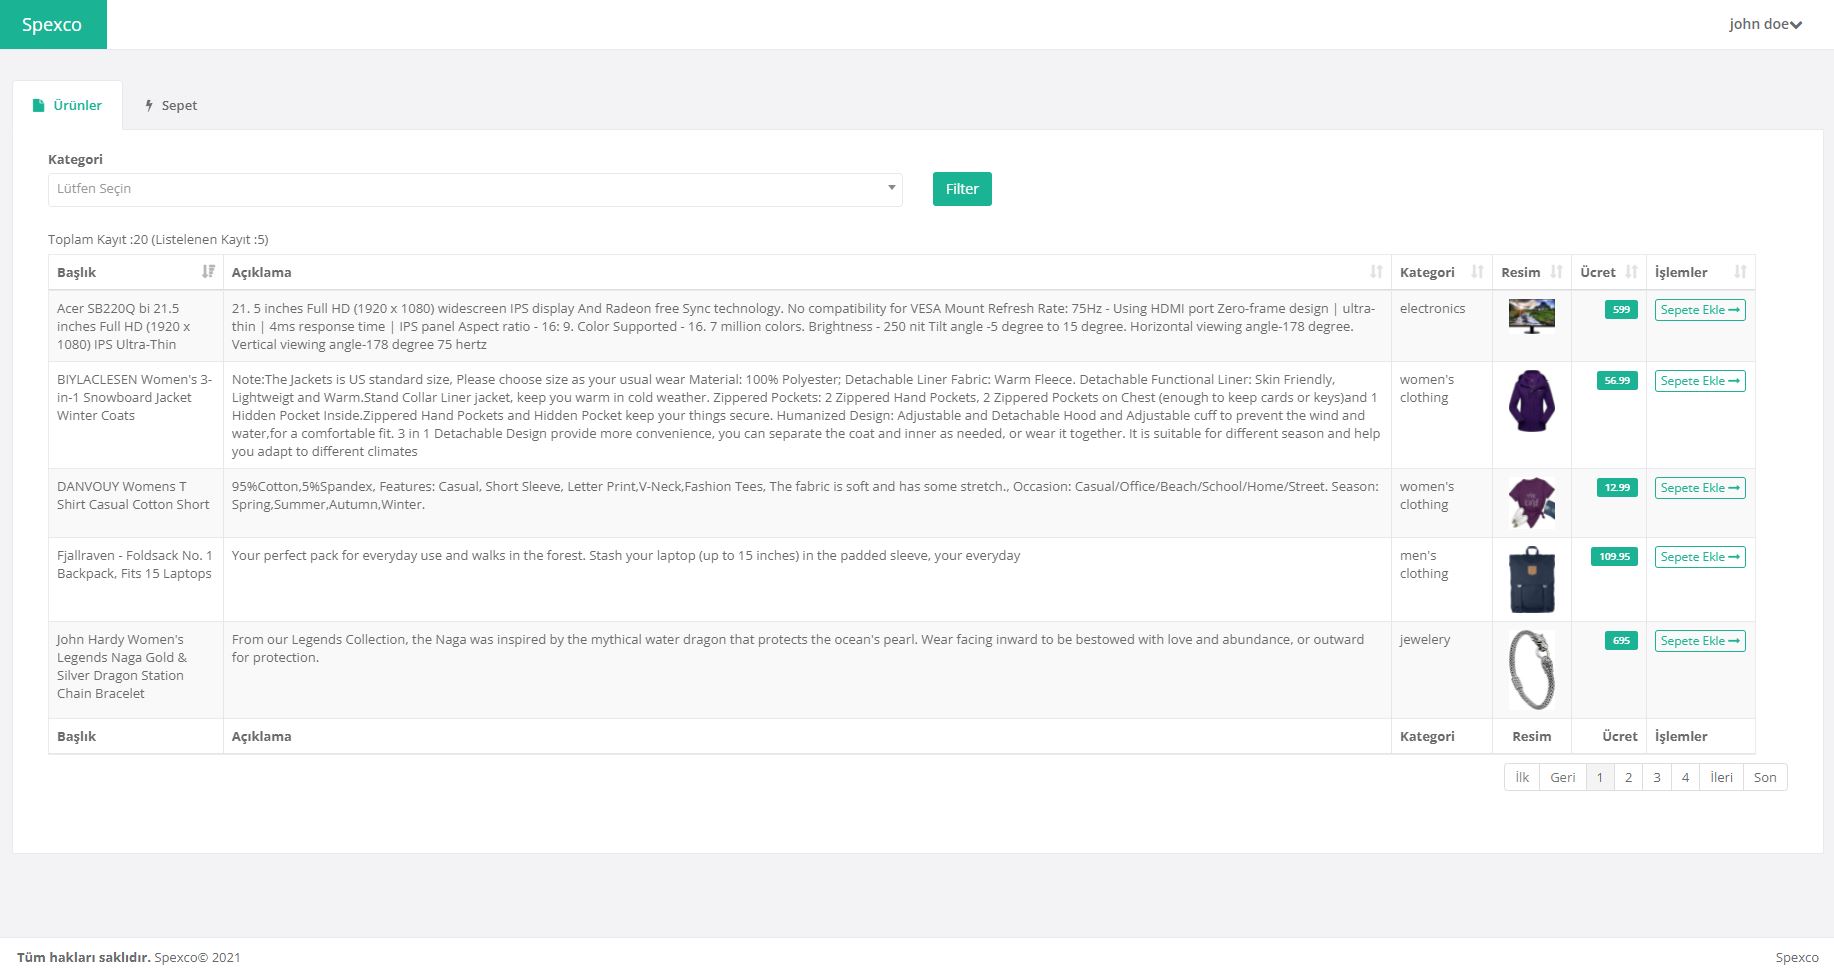 Spexco
john doe
Ürünler
Sepet
Kategori
Lütfen Seçin
Filter
Toplam Kayıt :20 (Listelenen Kayıt :5)
Başlık Açıklama Kategori Resim Ücret İşlemler
Acer SB220Q bi 21.5
inches Full HD (1920 x
1080) IPS Ultra-Thin
21. 5 inches Full HD (1920 x 1080) widescreen IPS display And Radeon free Sync technology. No compatibility for VESA Mount Refresh Rate: 75Hz - Using HDMI port Zero-frame design | ultra-
thin | 4ms response time | IPS panel Aspect ratio - 16: 9. Color Supported - 16. 7 million colors. Brightness - 250 nit Tilt angle -5 degree to 15 degree. Horizontal viewing angle-178 degree.
Vertical viewing angle-178 degree 75 hertz
electronics
599
Sepete Ekle
BIYLACLESEN Women's 3-
in-1 Snowboard Jacket
Winter Coats
Note:The Jackets is US standard size, Please choose size as your usual wear Material: 100% Polyester; Detachable Liner Fabric: Warm Fleece. Detachable Functional Liner: Skin Friendly,
Lightweigt and Warm.Stand Collar Liner jacket, keep you warm in cold weather. Zippered Pockets: 2 Zippered Hand Pockets, 2 Zippered Pockets on Chest (enough to keep cards or keys)and 1
Hidden Pocket Inside.Zippered Hand Pockets and Hidden Pocket keep your things secure. Humanized Design: Adjustable and Detachable Hood and Adjustable cuff to prevent the wind and
water,for a comfortable fit. 3 in 1 Detachable Design provide more convenience, you can separate the coat and inner as needed, or wear it together. It is suitable for different season and help
you adapt to different climates
women's
clothing
56.99
Sepete Ekle
DANVOUY Womens T
Shirt Casual Cotton Short
95%Cotton,5%Spandex, Features: Casual, Short Sleeve, Letter Print,V-Neck,Fashion Tees, The fabric is soft and has some stretch., Occasion: Casual/Office/Beach/School/Home/Street. Season:
Spring,Summer,Autumn,Winter.
women's
clothing
12.99
Sepete Ekle
Fjallraven - Foldsack No. 1
Backpack, Fits 15 Laptops
Your perfect pack for everyday use and walks in the forest. Stash your laptop (up to 15 inches) in the padded sleeve, your everyday
men's
clothing
109.95
Sepete Ekle
John Hardy Women's
Legends Naga Gold &
Silver Dragon Station
Chain Bracelet
From our Legends Collection, the Naga was inspired by the mythical water dragon that protects the ocean's pearl. Wear facing inward to be bestowed with love and abundance, or outward
for protection.
jewelery
695
Sepete Ekle
Başlık Açıklama Kategori Resim Ücret İşlemler
İlk Geri 1 2 3 4 İleri Son
Tüm hakları saklıdır. Spexco© 2021
Spexco